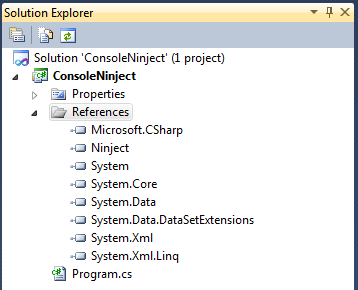 Solution Explorer
Solution 'ConsoleNinject' (1 project)
ConsoleNinject
Properties
References
Microsoft.CSharp
Ninject
System
System.Core
System.Data
System.Data.DataSetExtensions
System.Xml
System.Xml.Linq
Program.cs